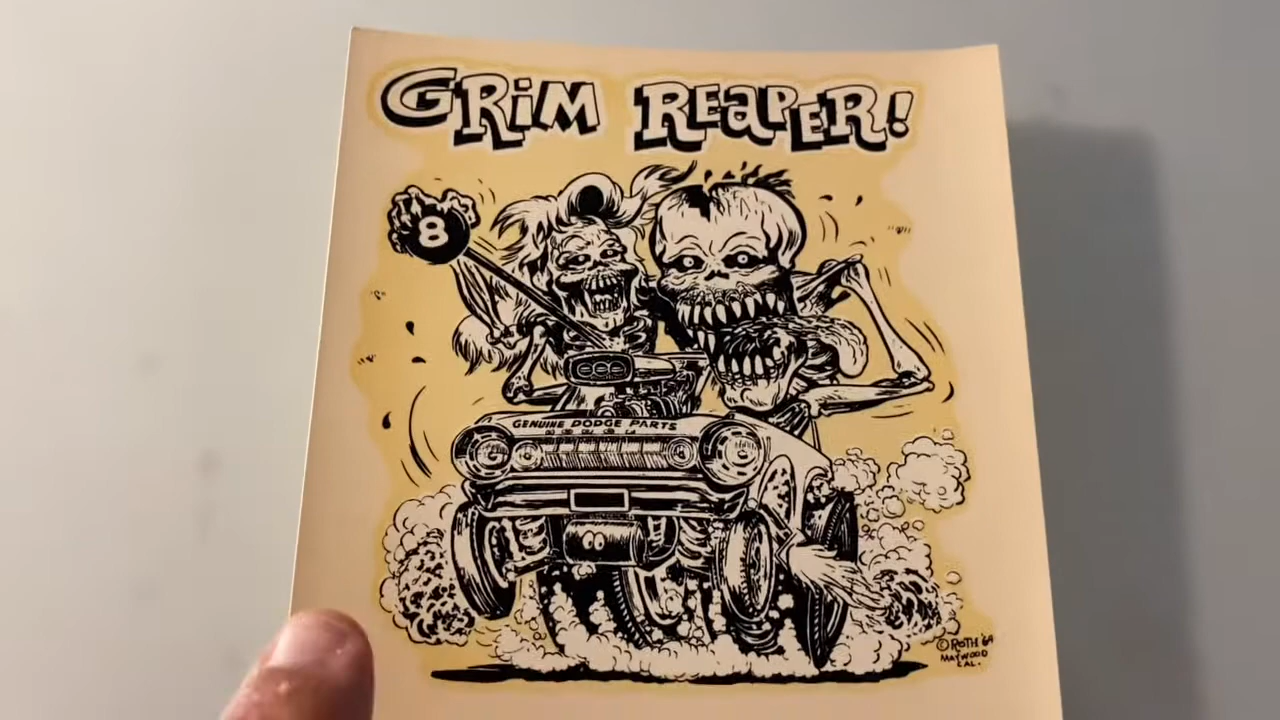 GRiM REAPER!
8
GENUINE DODGE PARTS
© ROTH '64
MAYWOOD
CAL.